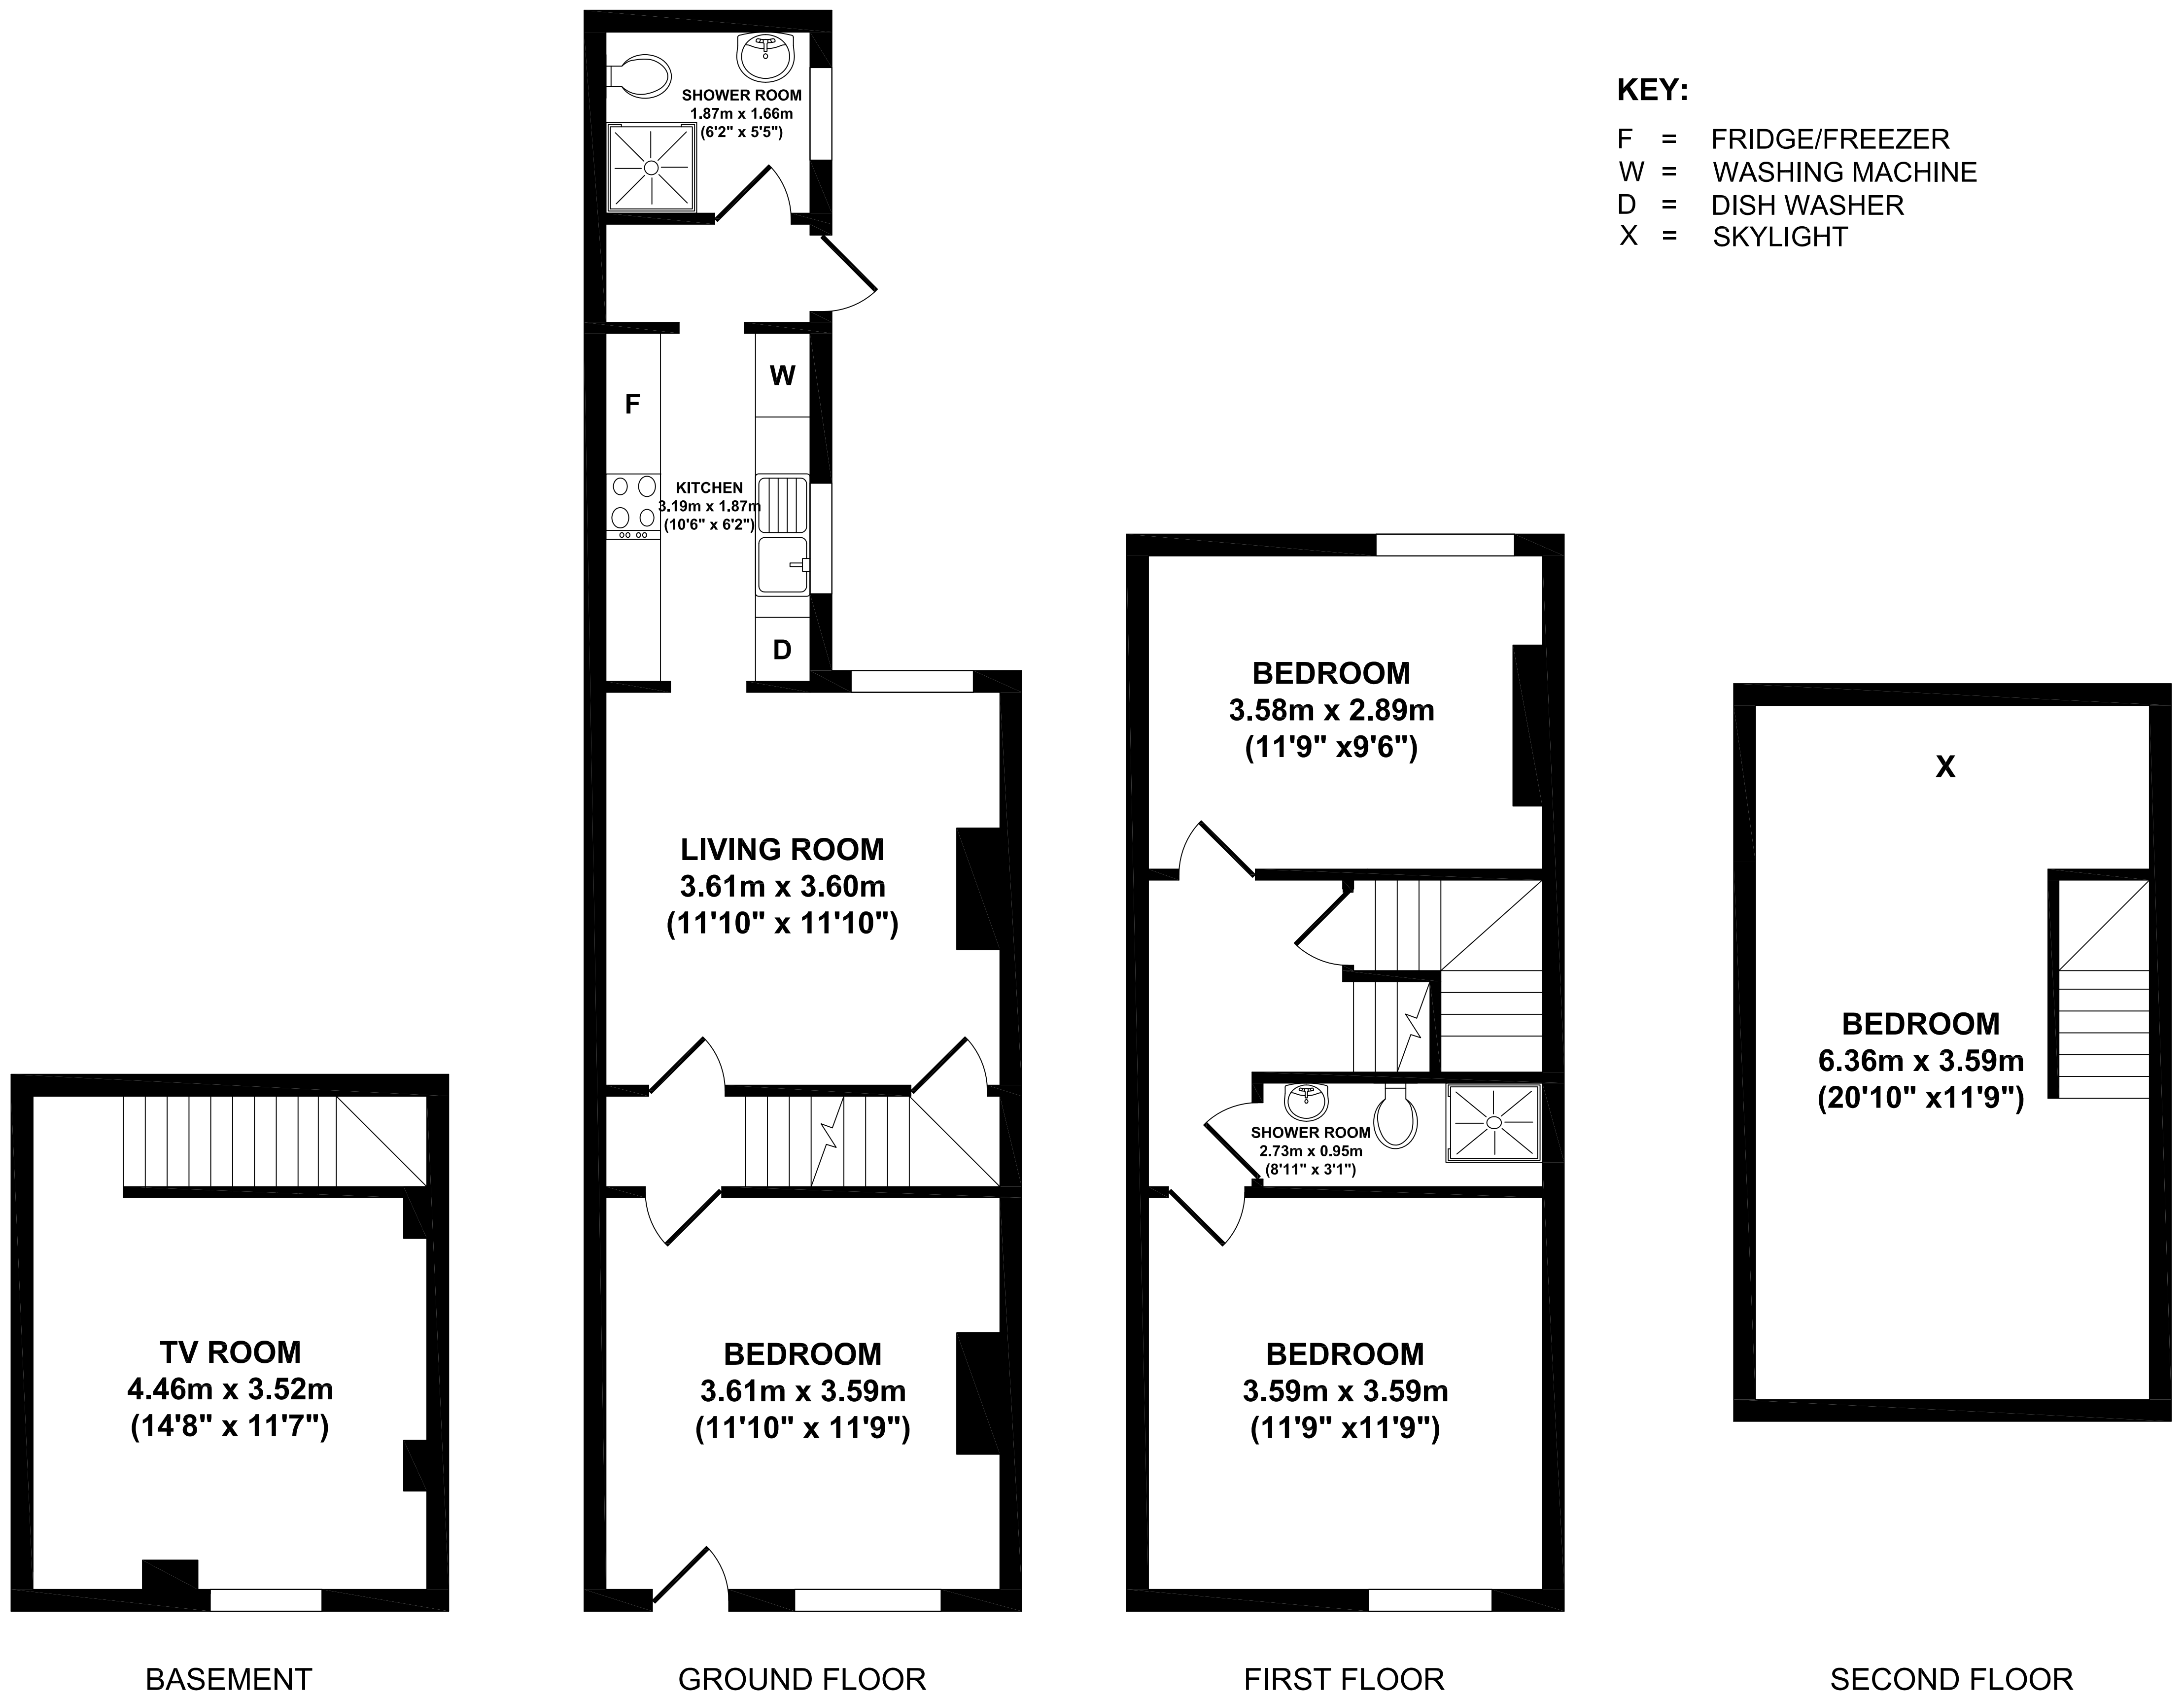 SHOWER ROOM
1.87m x 1.66m
(6'2" x 5'5")
KEY:
F = FRIDGE/FREEZER
W = WASHING MACHINE
D = DISH WASHER
X = SKYLIGHT
W
F
KITCHEN
3.19m x 1.87m
(10'6" x 6'2")
D
LIVING ROOM
3.61m x 3.60m
(11'10" x 11'10")
BEDROOM
3.61m x 3.59m
(11'10" x 11'9")
TV ROOM
4.46m x 3.52m
(14'8" x 11'7")
BEDROOM
3.58m x 2.89m
(11'9" x9'6")
SHOWER ROOM
2.73m x 0.95m
(8'11" x 3'1")
BEDROOM
3.59m x 3.59m
(11'9" x11'9")
X
BEDROOM
6.36m x 3.59m
(20'10" x11'9")
BASEMENT
GROUND FLOOR
FIRST FLOOR
SECOND FLOOR